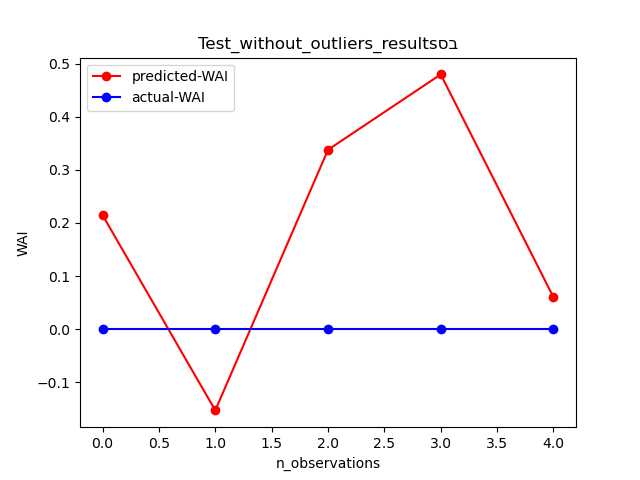 Test_without_outliers_resultsבס
predicted-WAI
actual-WAI
0.5
0.4
0.3
0.2
0.1
0.0
−0.1
WAI
0.0 0.5 1.0 1.5 2.0 2.5 3.0 3.5 4.0
n_observations